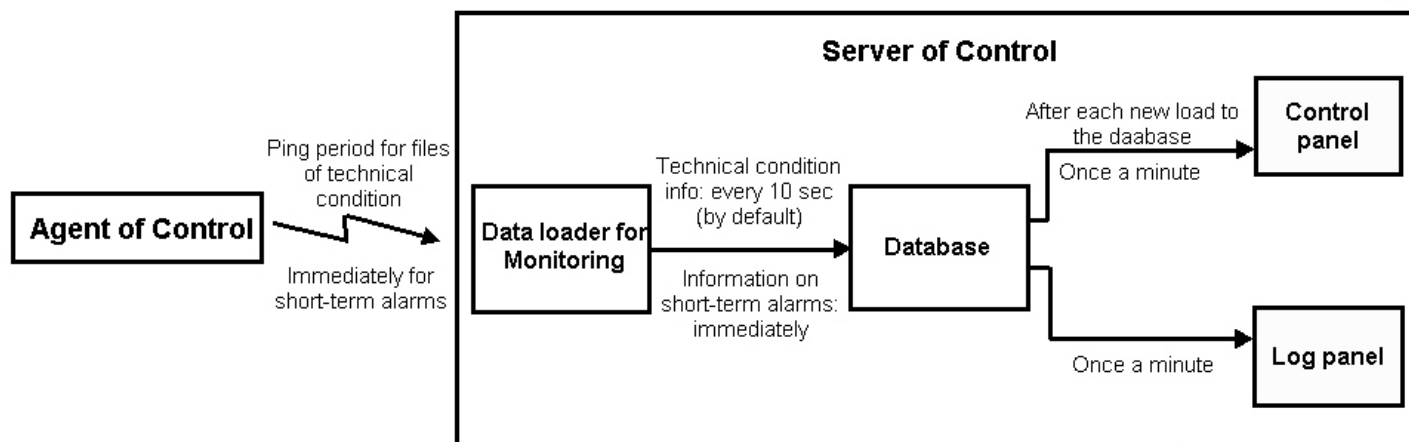 Server of Control
Agent of Control
Ping period for files
of technical
condition
Immediately for
short-term alarms
Data loader for
Monitoring
Technical condition
info: every 10 sec
(by default)
Information on
short-term alarms:
immediately
Database
After each new load to
the daabase
Once a minute
Control
panel
Once a minute
Log panel